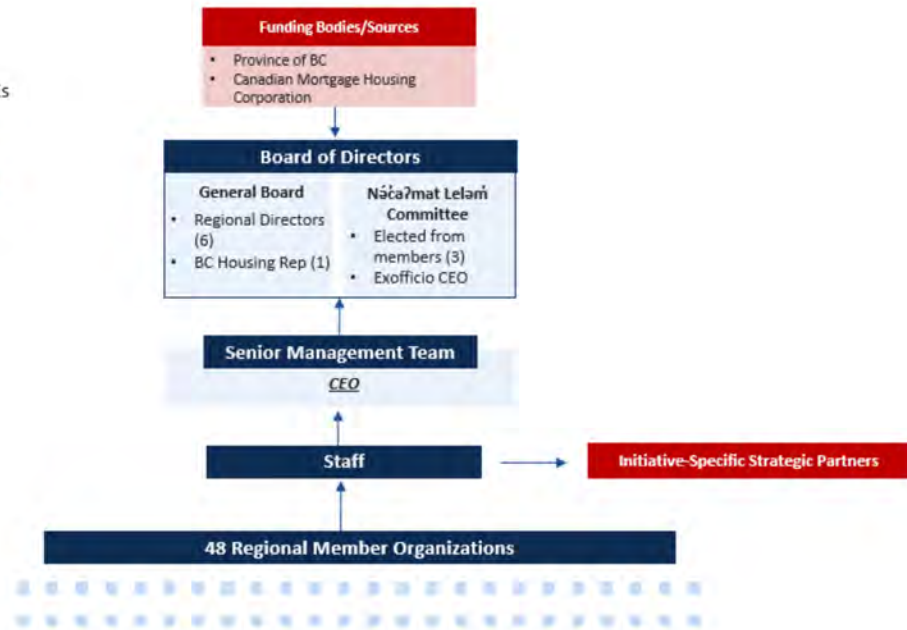 Funding Bodies/Sources
• Province of BC
• Canadian Mortgage Housing
Corporation
Board of Directors
General Board
• Regional Directors
(6)
• BC Housing Rep (1)
Nə́c̓aʔmat Leləm̓
Committee
• Elected from
members (3)
• Exofficio CEO
Senior Management Team
CEO
Staff
Initiative-Specific Strategic Partners
48 Regional Member Organizations